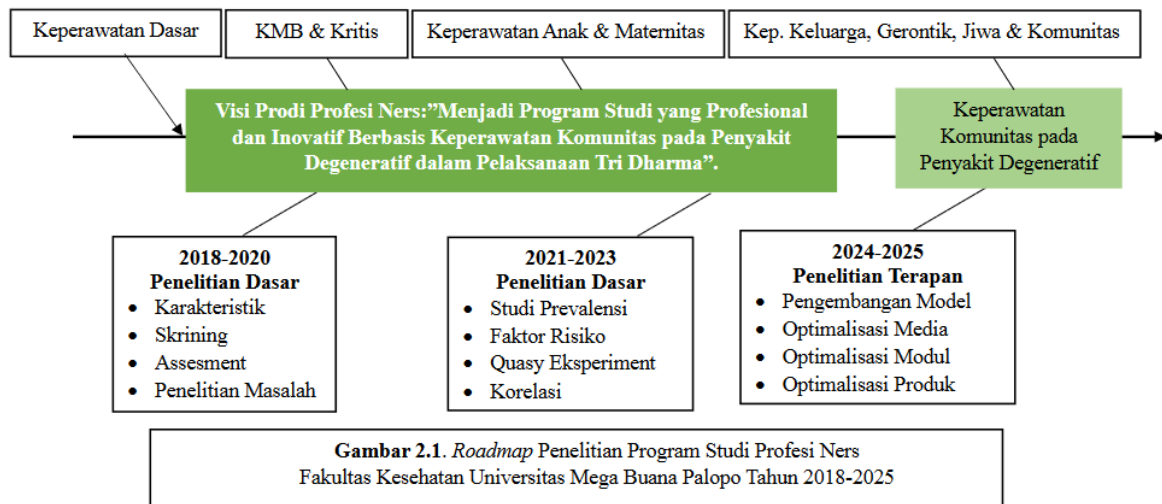 Keperawatan Dasar
KMB & Kritis
Keperawatan Anak & Maternitas
Kep. Keluarga, Gerontik, Jiwa & Komunitas
Visi Prodi Profesi Ners:”Menjadi Program Studi yang Profesional
dan Inovatif Berbasis Keperawatan Komunitas pada Penyakit
Degeneratif dalam Pelaksanaan Tri Dharma”.
Keperawatan
Komunitas pada
Penyakit Degeneratif
2018-2020
Penelitian Dasar
• Karakteristik
• Skrining
• Assesment
• Penelitian Masalah
2021-2023
Penelitian Dasar
• Studi Prevalensi
• Faktor Risiko
• Quasy Eksperiment
• Korelasi
2024-2025
Penelitian Terapan
• Pengembangan Model
• Optimalisasi Media
• Optimalisasi Modul
• Optimalisasi Produk
Gambar 2.1. Roadmap Penelitian Program Studi Profesi Ners
Fakultas Kesehatan Universitas Mega Buana Palopo Tahun 2018-2025